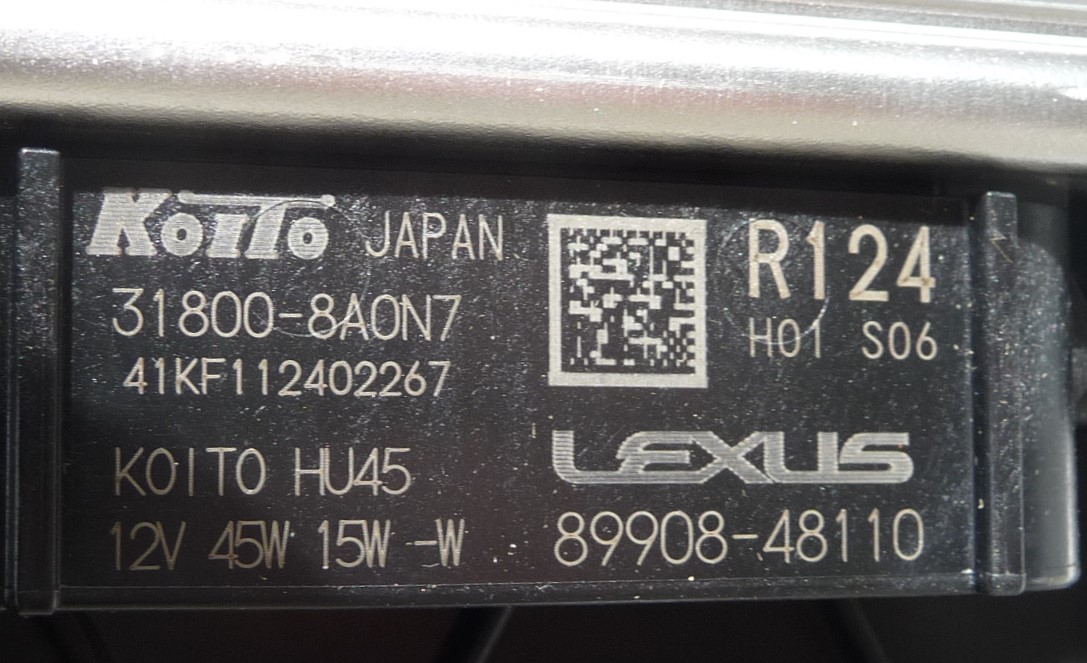 KoiTo JAPAN
31800-8A0N7
41KF112402267
KOITO HU45
12V 45W 15W -W
R124
H01 S06
LEXUS
89908-48110